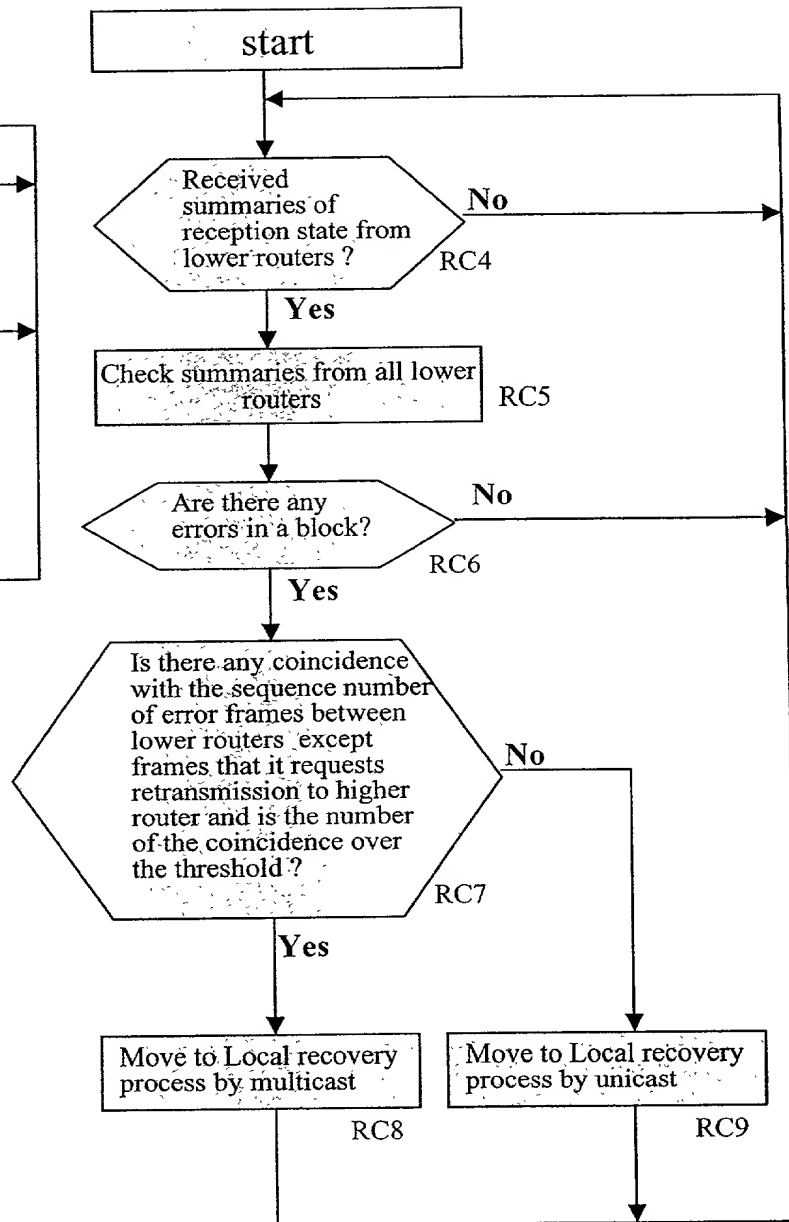 start
Received
summaries of
reception state from
lower routers ?
No
RC4
Yes
Check summaries from all lower
routers
RC5
Are there any
errors in a block?
No
RC6
Yes
Is there any coincidence
with the sequence number
of error frames between
lower routers except
frames that it requests
retransmission to higher
router and is the number
of the coincidence over
the threshold ?
No
RC7
Yes
Move to Local recovery
process by multicast
RC8
Move to Local recovery
process by unicast
RC9